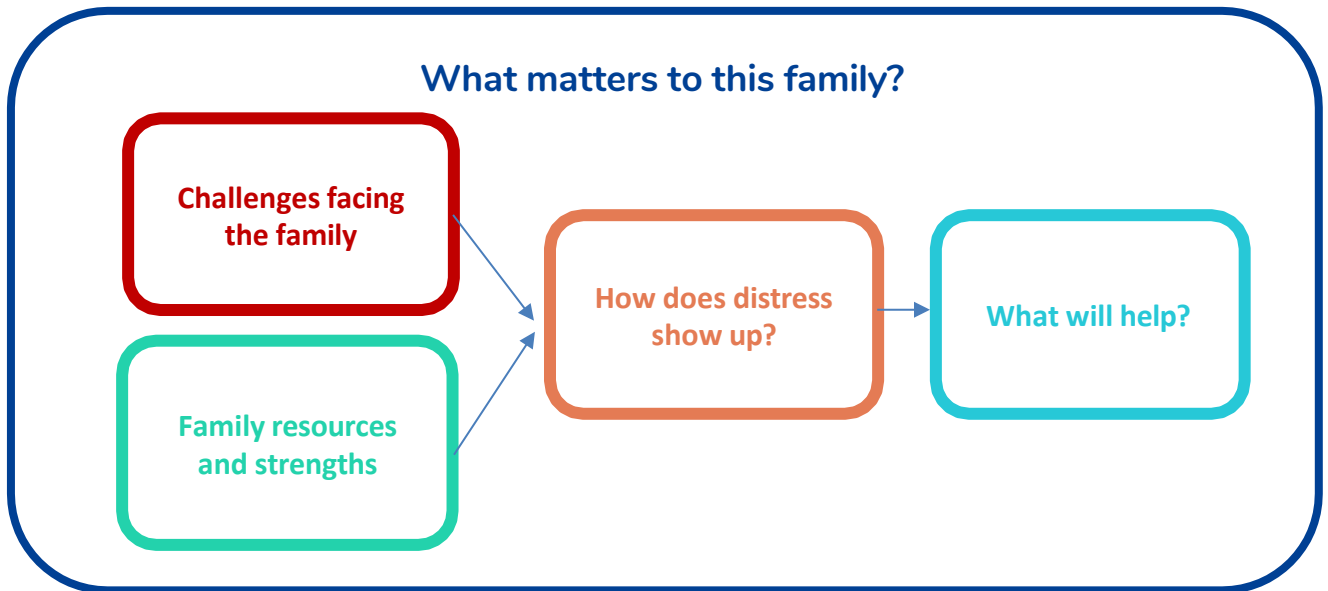 What matters to this family?
Challenges facing
the family
Family resources
and strengths
How does distress
show up?
What will help?